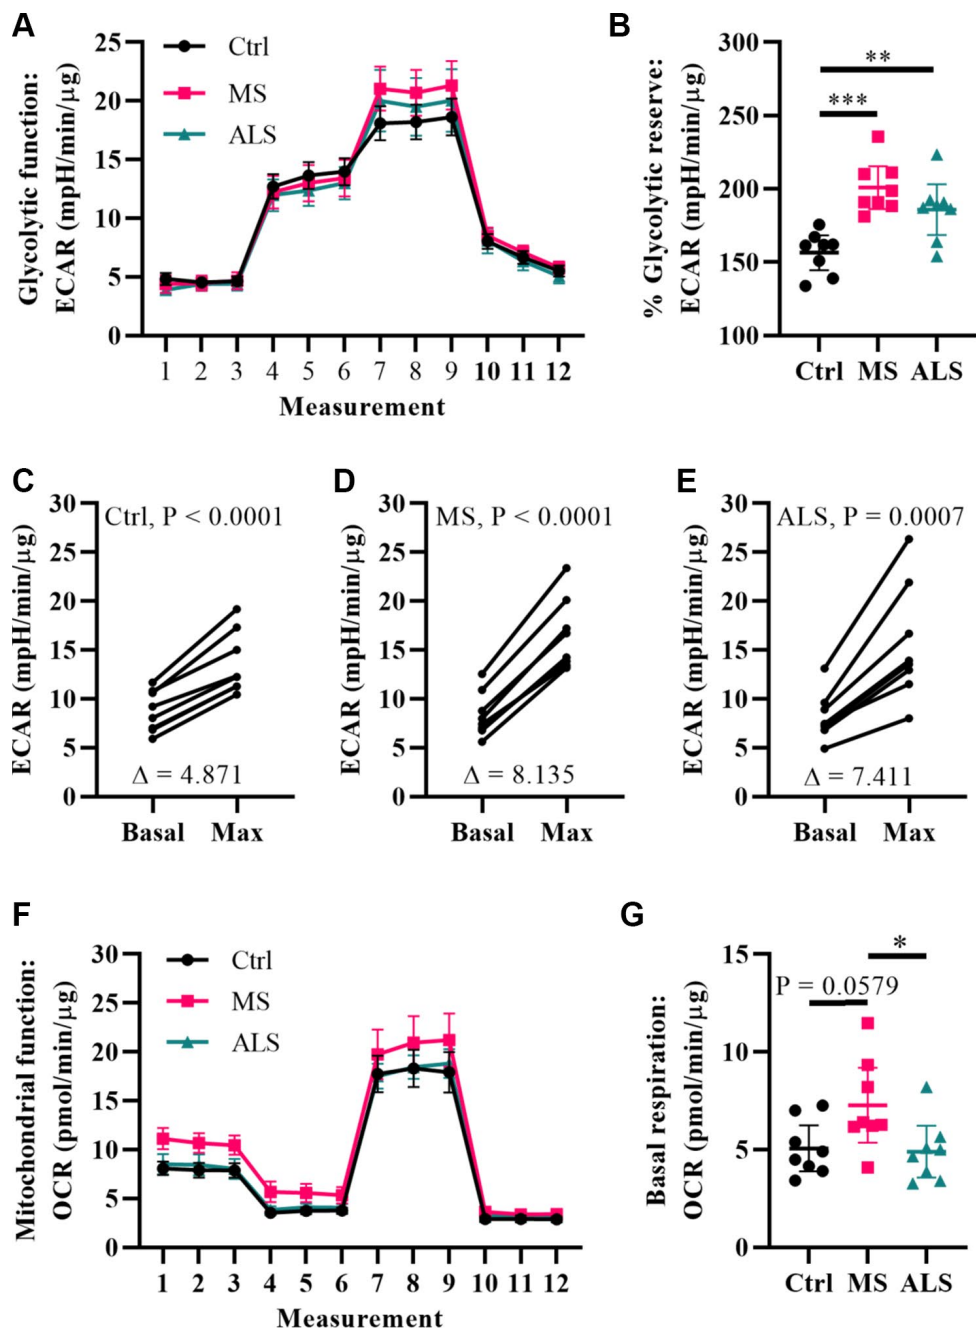 A
Glycolytic function:
ECAR (mpH/min/µg)
25
20
15
10
5
0
Ctrl
MS
ALS
1 2 3 4 5 6 7 8 9 10 11 12
Measurement
B
% Glycolytic reserve:
ECAR (mpH/min/µg)
300
250
200
150
100
**
***
Ctrl MS ALS
C
ECAR (mpH/min/µg)
30
25
20
15
10
5
0
Ctrl, P < 0.0001
Δ = 4.871
Basal Max
D
ECAR (mpH/min/µg)
30
25
20
15
10
5
0
MS, P < 0.0001
Δ = 8.135
Basal Max
E
ECAR (mpH/min/µg)
30
25
20
15
10
5
0
ALS, P = 0.0007
Δ = 7.411
Basal Max
F
Mitochondrial function:
OCR (pmol/min/µg)
30
25
20
15
10
5
0
Ctrl
MS
ALS
1 2 3 4 5 6 7 8 9 10 11 12
Measurement
G
Basal respiration:
OCR (pmol/min/µg)
15
10
5
0
*
P = 0.0579
Ctrl MS ALS